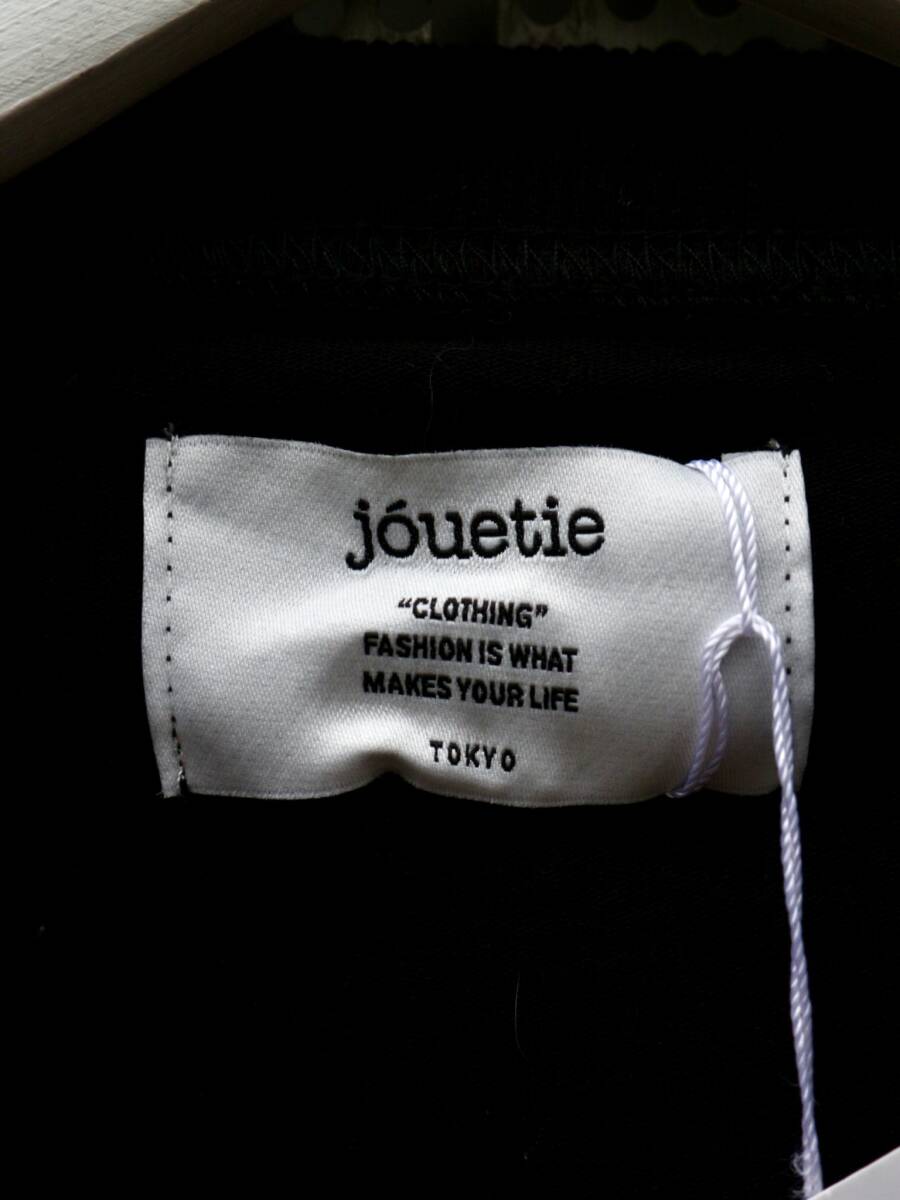 jóuetie
“CLOTHING”
FASHION IS WHAT
MAKES YOUR LIFE
TOKYO